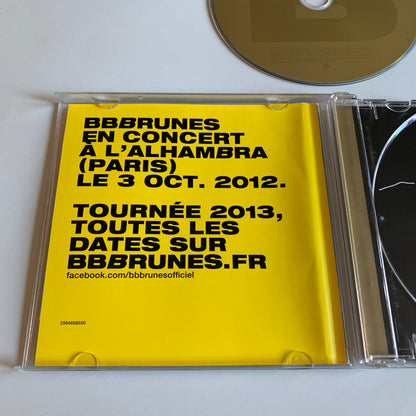 BBBRUNES
EN CONCERT
À L'ALHAMBRA
(PARIS)
LE 3 OCT. 2012.
TOURNÉE 2013,
TOUTES LES
DATES SUR
BBBRUNES.FR
facebook.com/bbbrunesofficiel
2564656590